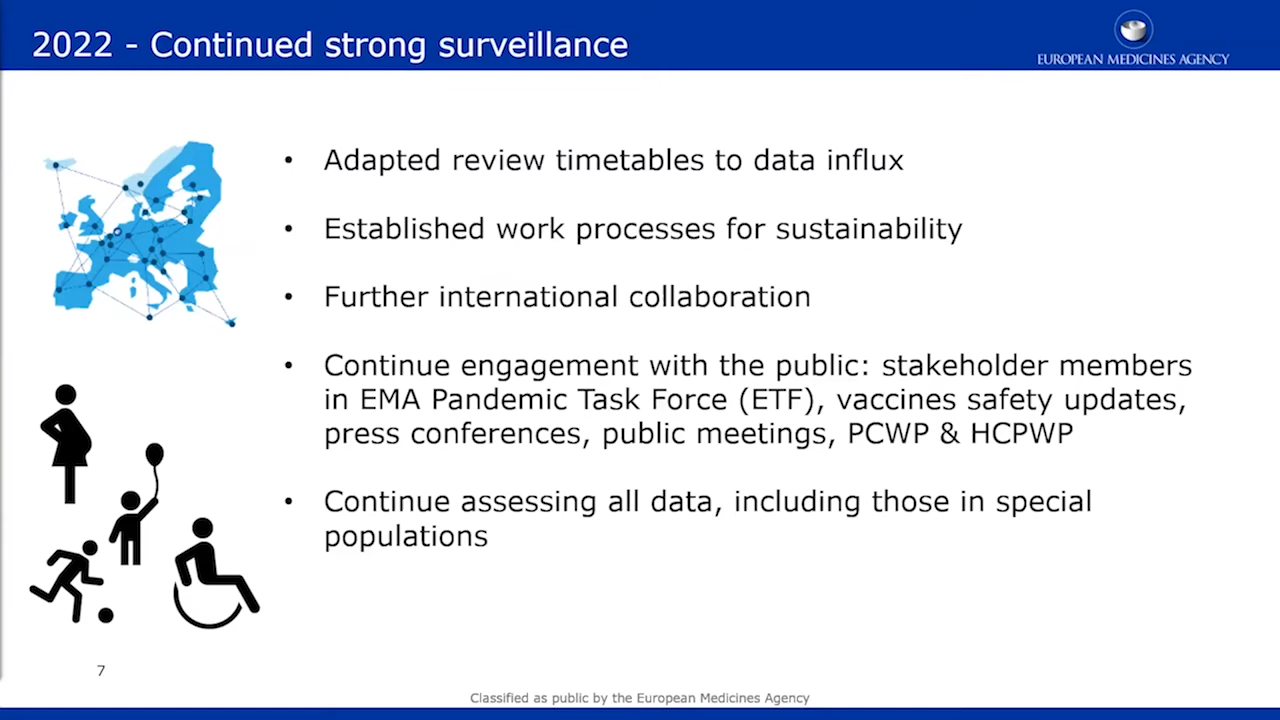 2022 - Continued strong surveillance
EUROPEAN MEDICINES AGENCY
• Adapted review timetables to data influx
• Established work processes for sustainability
• Further international collaboration
• Continue engagement with the public: stakeholder members
in EMA Pandemic Task Force (ETF), vaccines safety updates,
press conferences, public meetings, PCWP & HCPWP
• Continue assessing all data, including those in special
populations
7
Classified as public by the European Medicines Agency